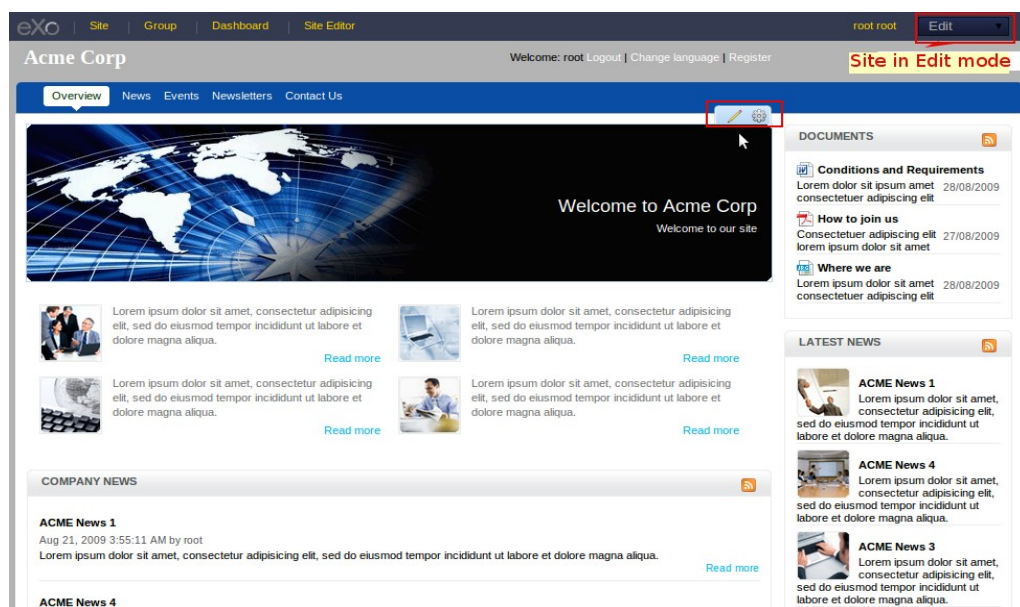 eXo | Site | Group | Dashboard | Site Editor root root Edit
Site in Edit mode
Acme Corp
Welcome: root Logout | Change language | Register
Overview News Events Newsletters Contact Us
Welcome to Acme Corp
Welcome to our site
Lorem ipsum dolor sit amet, consectetur adipisicing
elit, sed do eiusmod tempor incididunt ut labore et
dolore magna aliqua.
Read more
Lorem ipsum dolor sit amet, consectetur adipisicing
elit, sed do eiusmod tempor incididunt ut labore et
dolore magna aliqua.
Read more
Lorem ipsum dolor sit amet, consectetur adipisicing
elit, sed do eiusmod tempor incididunt ut labore et
dolore magna aliqua.
Read more
Lorem ipsum dolor sit amet, consectetur adipisicing
elit, sed do eiusmod tempor incididunt ut labore et
dolore magna aliqua.
Read more
COMPANY NEWS
ACME News 1
Aug 21, 2009 3:55:11 AM by root
Lorem ipsum dolor sit amet, consectetur adipisicing elit, sed do eiusmod tempor incididunt ut labore et dolore magna aliqua.
Read more
ACME News 4
DOCUMENTS
Conditions and Requirements
Lorem dolor sit ipsum amet 28/08/2009
consectetuer adipiscing elit
How to join us
Consectetuer adipiscing elit 27/08/2009
lorem ipsum dolor sit amet
Where we are
Lorem ipsum dolor sit amet 28/08/2009
consectetuer adipiscing elit
LATEST NEWS
ACME News 1
Lorem ipsum dolor sit amet,
consectetur adipisicing elit,
sed do eiusmod tempor incididunt ut
labore et dolore magna aliqua.
ACME News 4
Lorem ipsum dolor sit amet,
consectetur adipisicing elit,
sed do eiusmod tempor incididunt ut
labore et dolore magna aliqua.
ACME News 3
Lorem ipsum dolor sit amet,
consectetur adipisicing elit,
sed do eiusmod tempor incididunt ut
labore et dolore magna aliqua.